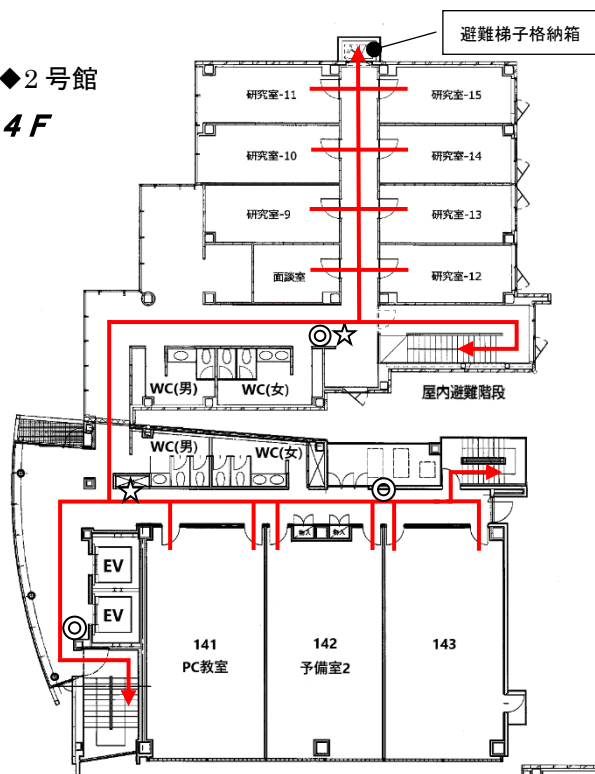 避難梯子格納箱
◆2号館
4F
研究室-11
研究室-15
研究室-10
研究室-14
研究室-9
研究室-13
面談室
研究室-12
WC(男)
WC(女)
屋内避難階段
WC(男)
WC(女)
EV
EV
141
PC教室
142
予備室2
143